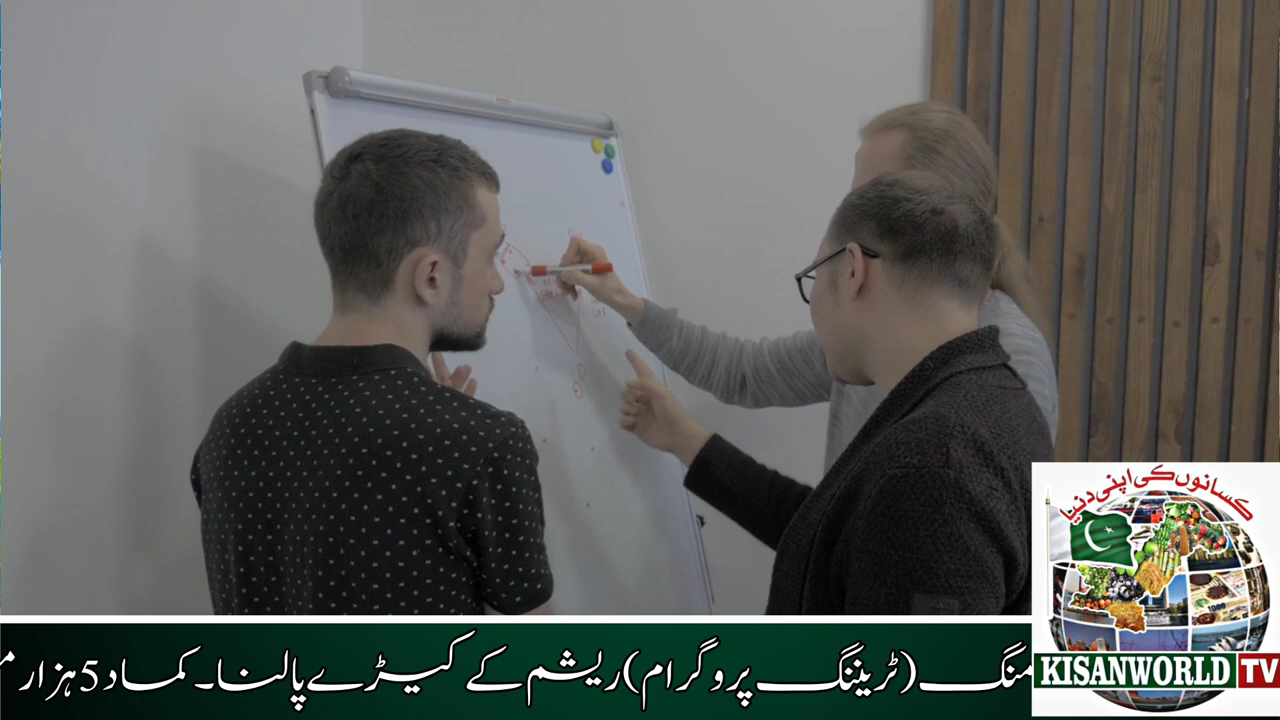 کسانوں کی اپنی دنیا
KISANWORLD TV
منگ (ٹریننگ پروگرام) ریشم کے کیڑے پالنا۔ کماد 5 ہزار م